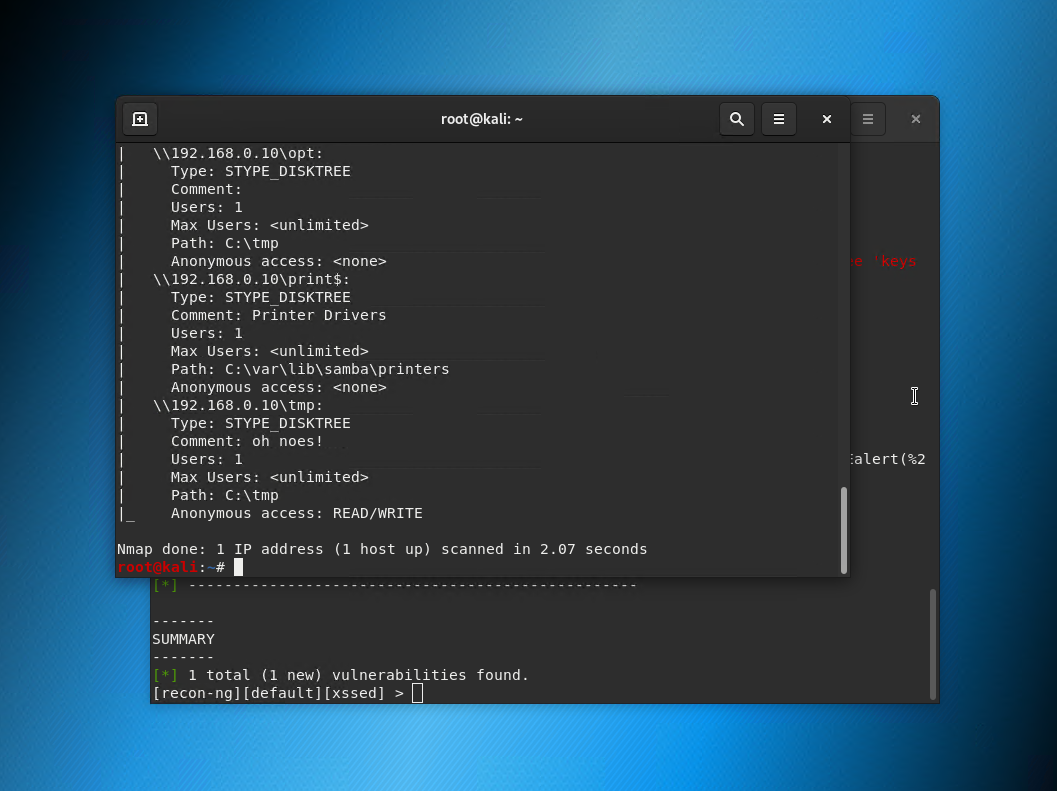 root@kali: ~
|   \\192.168.0.10\opt:
|     Type: STYPE_DISKTREE
|     Comment:
|     Users: 1
|     Max Users: <unlimited>
|     Path: C:\tmp
|     Anonymous access: <none>
|   \\192.168.0.10\print$:
|     Type: STYPE_DISKTREE
|     Comment: Printer Drivers
|     Users: 1
|     Max Users: <unlimited>
|     Path: C:\var\lib\samba\printers
|     Anonymous access: <none>
|   \\192.168.0.10\tmp:
|     Type: STYPE_DISKTREE
|     Comment: oh noes!
|     Users: 1
|     Max Users: <unlimited>
|     Path: C:\tmp
|_    Anonymous access: READ/WRITE
Nmap done: 1 IP address (1 host up) scanned in 2.07 seconds
root@kali:~#
'keys
alert(%2
[*] --------------------------------------------------
-------
SUMMARY
-------
[*] 1 total (1 new) vulnerabilities found.
[recon-ng][default][xssed] >